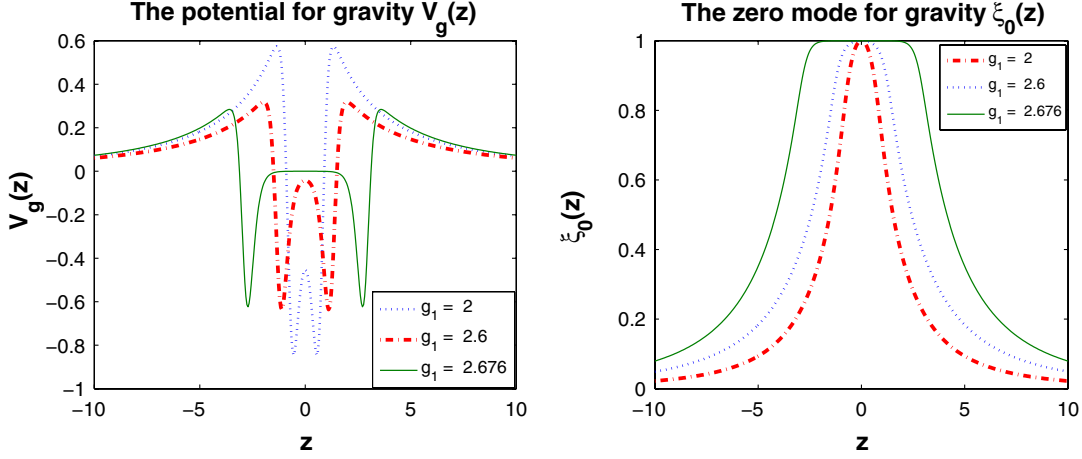 The potential for gravity V_g(z)
V_g(z)
0.6
0.4
0.2
0
−0.2
−0.4
−0.6
−0.8
−1
−10
−5
0
5
10
z
g_1 = 2
g_1 = 2.6
g_1 = 2.676
The zero mode for gravity ξ_0(z)
ξ_0(z)
1
0.8
0.6
0.4
0.2
0
−10
−5
0
5
10
z
g_1 = 2
g_1 = 2.6
g_1 = 2.676